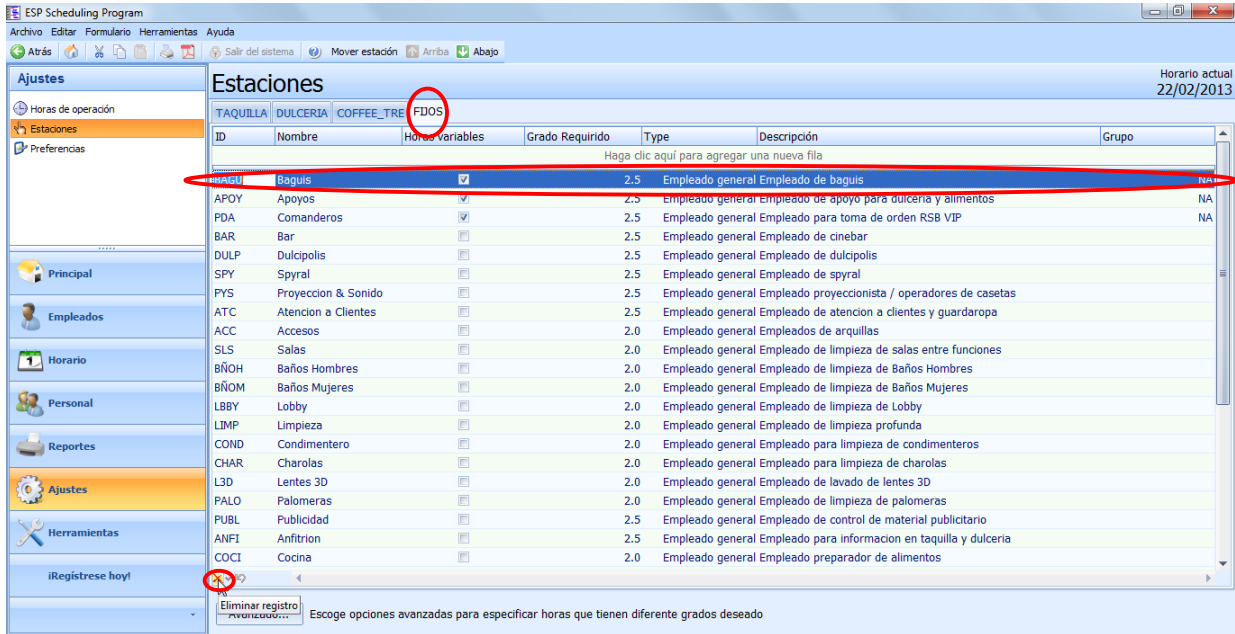 ESP Scheduling Program
Archivo Editar Formulario Herramientas Ayuda
Atrás Salir del sistema Mover estación Arriba Abajo
Ajustes
Horas de operación
Estaciones
Preferencias
Principal
Empleados
Horario
Personal
Reportes
Ajustes
Herramientas
¡Regístrese hoy!
Estaciones
Horario actual
22/02/2013
TAQUILLA DULCERIA COFFEE_TRE FIJOS
ID Nombre Horas variables Grado Requirido Type Descripción Grupo
Haga clic aquí para agregar una nueva fila
BAGU Baguis 2.5 Empleado general Empleado de baguis NA
APOY Apoyos 2.5 Empleado general Empleado de apoyo para dulceria y alimentos NA
PDA Comanderos 2.5 Empleado general Empleado para toma de orden RSB VIP NA
BAR Bar 2.5 Empleado general Empleado de cinebar
DULP Dulcipolis 2.5 Empleado general Empleado de dulcipolis
SPY Spyral 2.5 Empleado general Empleado de spyral
PYS Proyeccion & Sonido 2.5 Empleado general Empleado proyeccionista / operadores de casetas
ATC Atencion a Clientes 2.5 Empleado general Empleado de atencion a clientes y guardaropa
ACC Accesos 2.0 Empleado general Empleados de arquillas
SLS Salas 2.0 Empleado general Empleado de limpieza de salas entre funciones
BÑOH Baños Hombres 2.0 Empleado general Empleado de limpieza de Baños Hombres
BÑOM Baños Mujeres 2.0 Empleado general Empleado de limpieza de Baños Mujeres
LBBY Lobby 2.0 Empleado general Empleado de limpieza de Lobby
LIMP Limpieza 2.0 Empleado general Empleado de limpieza profunda
COND Condimentero 2.0 Empleado general Empleado para limpieza de condimenteros
CHAR Charolas 2.0 Empleado general Empleado para limpieza de charolas
L3D Lentes 3D 2.0 Empleado general Empleado de lavado de lentes 3D
PALO Palomeras 2.0 Empleado general Empleado de limpieza de palomeras
PUBL Publicidad 2.5 Empleado general Empleado de control de material publicitario
ANFI Anfitrion 2.5 Empleado general Empleado para informacion en taquilla y dulceria
COCI Cocina 2.0 Empleado general Empleado preparador de alimentos
Eliminar registro
Avanzado... Escoge opciones avanzadas para especificar horas que tienen diferente grados deseado